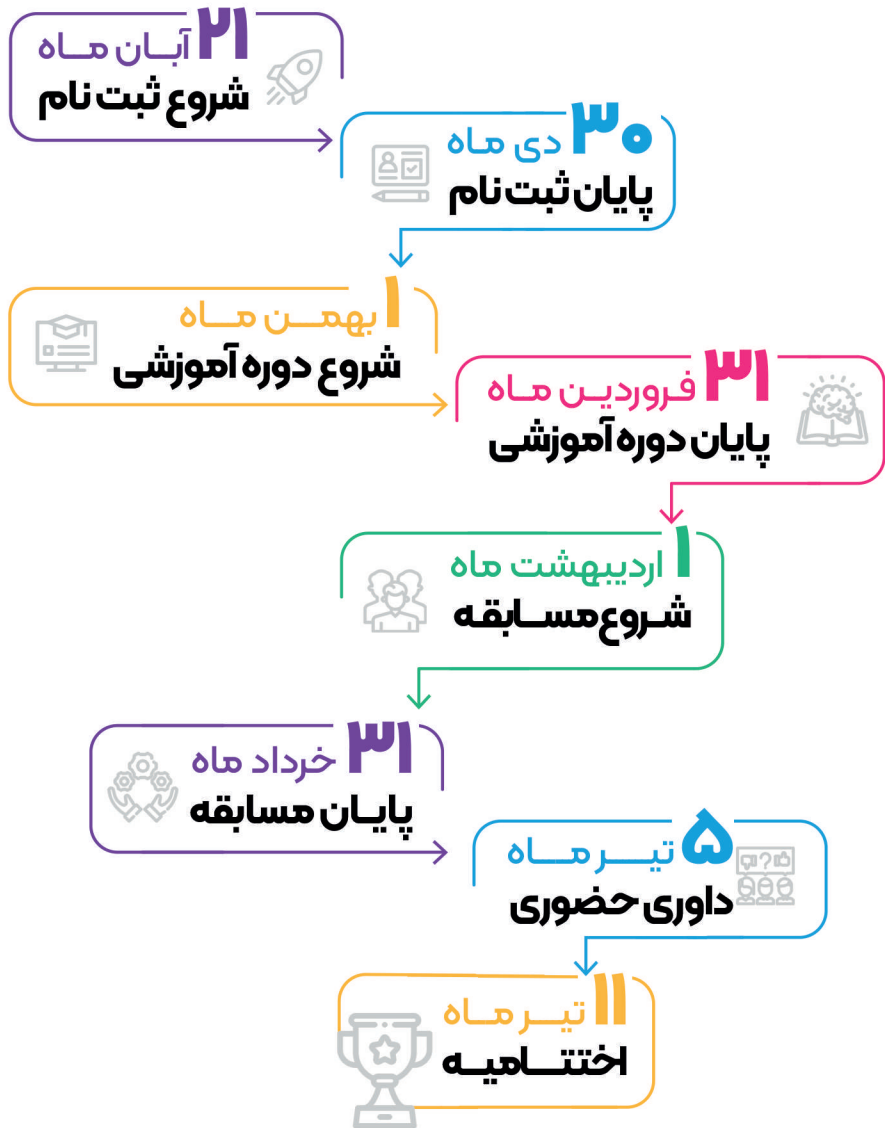 ۲۱ آبان ماه
شروع ثبت نام
۳۰ دی ماه
پایان ثبت نام
۱ بهمن ماه
شروع دوره آموزشی
۳۱ فروردین ماه
پایان دوره آموزشی
۱ اردیبهشت ماه
شروع مسابقه
۳۱ خرداد ماه
پایان مسابقه
۵ تیر ماه
داوری حضوری
۱۱ تیر ماه
اختتامیه